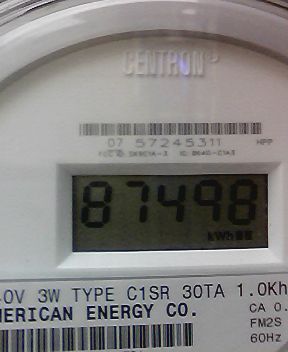 CENTRON
07 57245311 HPP
87498
kWh
0V 3W TYPE C1SR 30TA 1.0Kh
MERICAN ENERGY CO. CA 0.
FM2S
60Hz